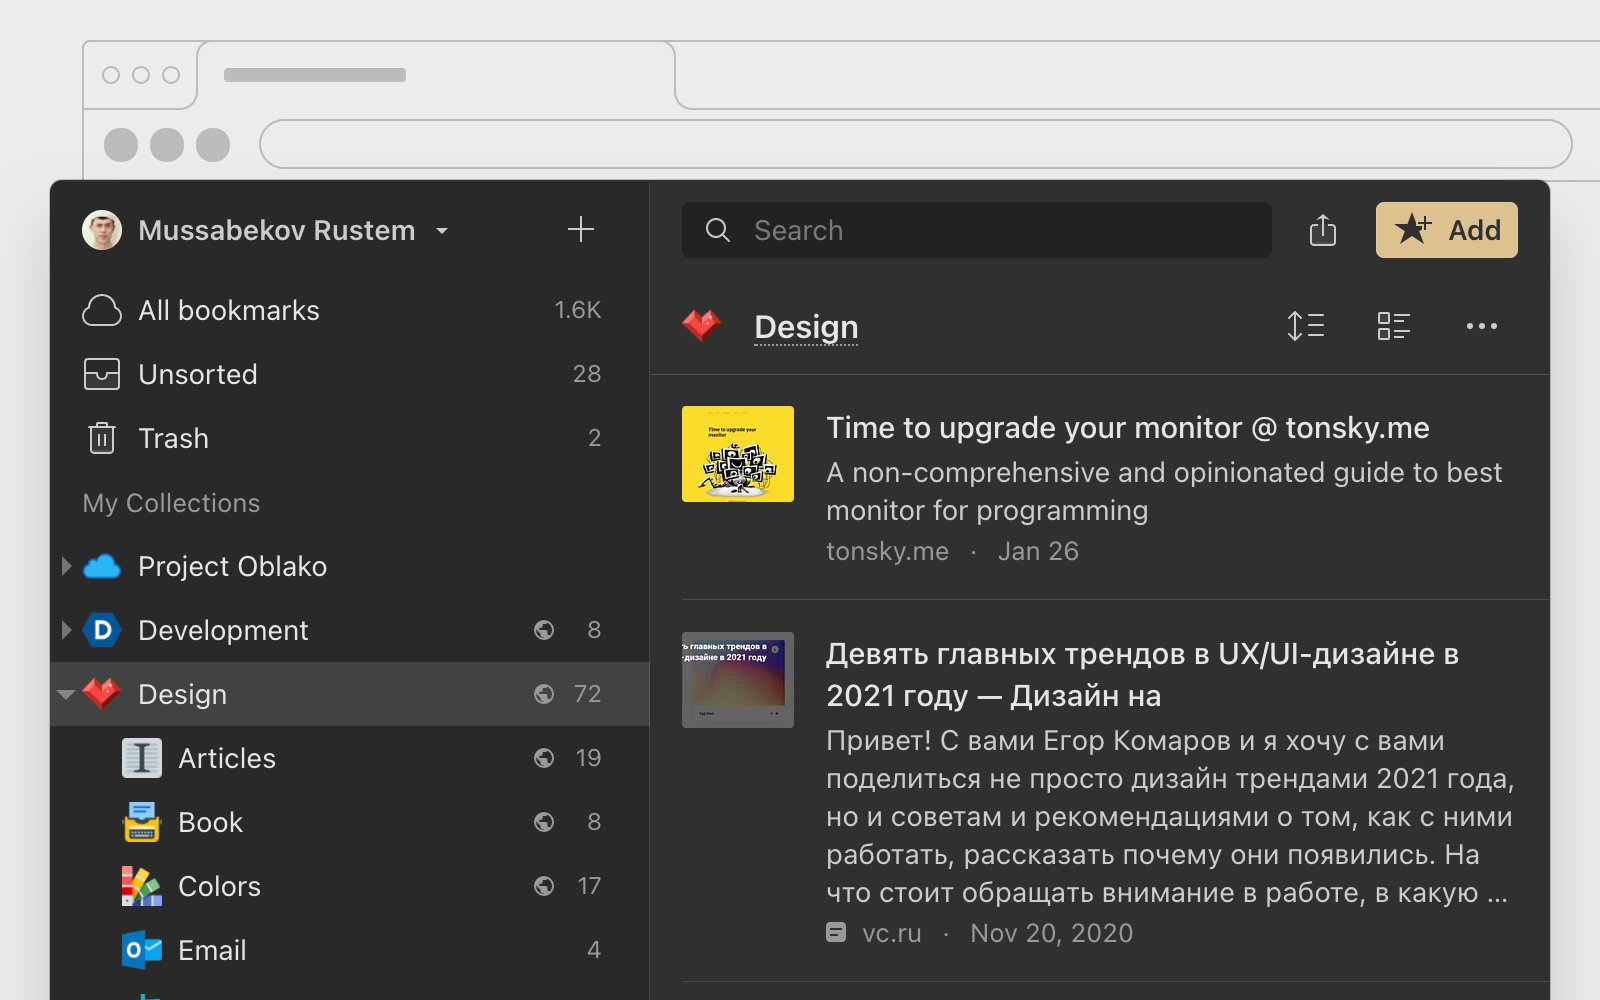 Mussabekov Rustem
All bookmarks 1.6K
Unsorted 28
Trash 2
My Collections
Project Oblako
D Development 8
Design 72
Articles 19
Book 8
Colors 17
Email 4
Search
Add
Design
Time to upgrade your
monitor
Time to upgrade your monitor @ tonsky.me
A non-comprehensive and opinionated guide to best
monitor for programming
tonsky.me · Jan 26
главных трендов в
-дизайне в 2021 году
Девять главных трендов в UX/UI-дизайне в
2021 году — Дизайн на
Привет! С вами Егор Комаров и я хочу с вами
поделиться не просто дизайн трендами 2021 года,
но и советам и рекомендациями о том, как с ними
работать, рассказать почему они появились. На
что стоит обращать внимание в работе, в какую ...
vc.ru · Nov 20, 2020